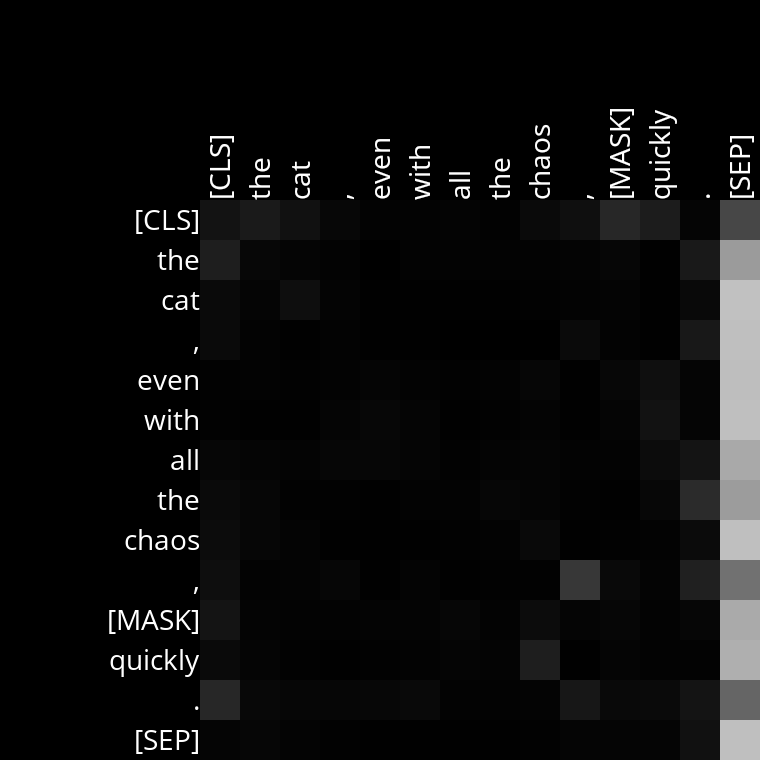 [CLS] the cat , even with all the chaos , [MASK] quickly . [SEP]
[CLS]
the
cat
,
even
with
all
the
chaos
,
[MASK]
quickly
.
[SEP]